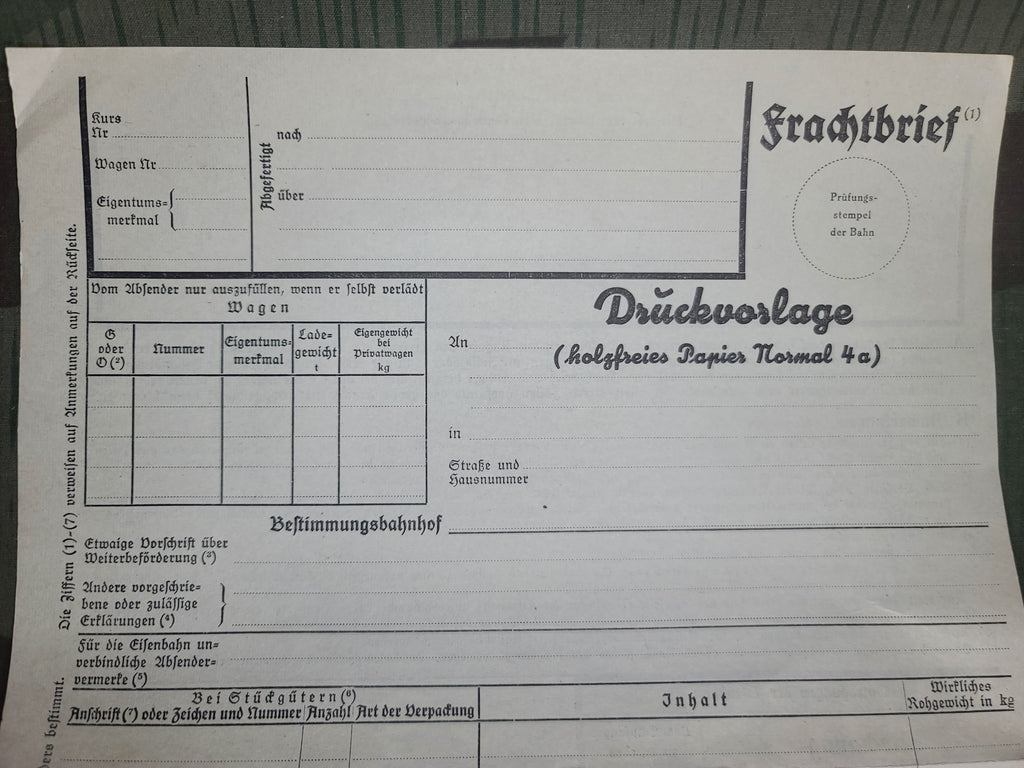 Kurs
Nr
Wagen Nr
Eigentums=
merkmal
Abgefertigt
nach
über
Frachtbrief (1)
Prüfungs-
stempel
der Bahn
Die Ziffern (1)-(7) verweisen auf Anmerkungen auf der Rückseite.
Vom Absender nur auszufüllen, wenn er selbst verlädt
Wagen
G
oder
O (2)
Nummer
Eigentums=
merkmal
Lade=
gewicht
t
Eigengewicht
bei
Privatwagen
kg
Druckvorlage
(holzfreies Papier Normal 4a)
An
in
Straße und
Hausnummer
Bestimmungsbahnhof
Etwaige Vorschrift über
Weiterbeförderung (3)
Andere vorgeschrie=
bene oder zulässige
Erklärungen (4)
Für die Eisenbahn un=
verbindliche Absender=
vermerke (5)
Bei Stückgütern (6)
Anschrift (7) oder Zeichen und Nummer
Anzahl
Art der Verpackung
Inhalt
Wirkliches
Rohgewicht in kg
bestimmt.